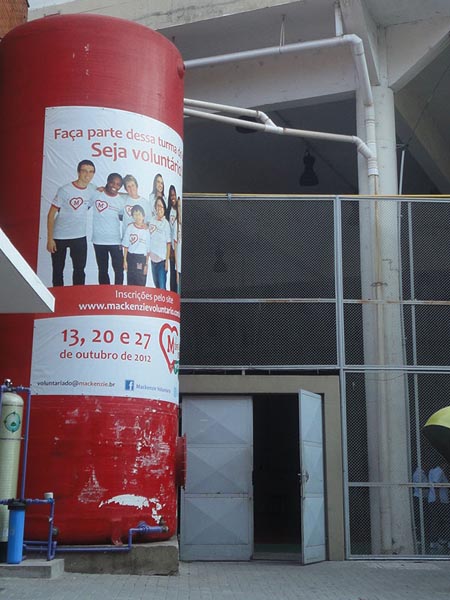 Faça parte dessa turma
Seja voluntári
Inscrições pelo site
www.mackenzievoluntario.com
13, 20 e 27
de outubro de 2012
voluntariado@mackenzie.br
Mackenzie Voluntário